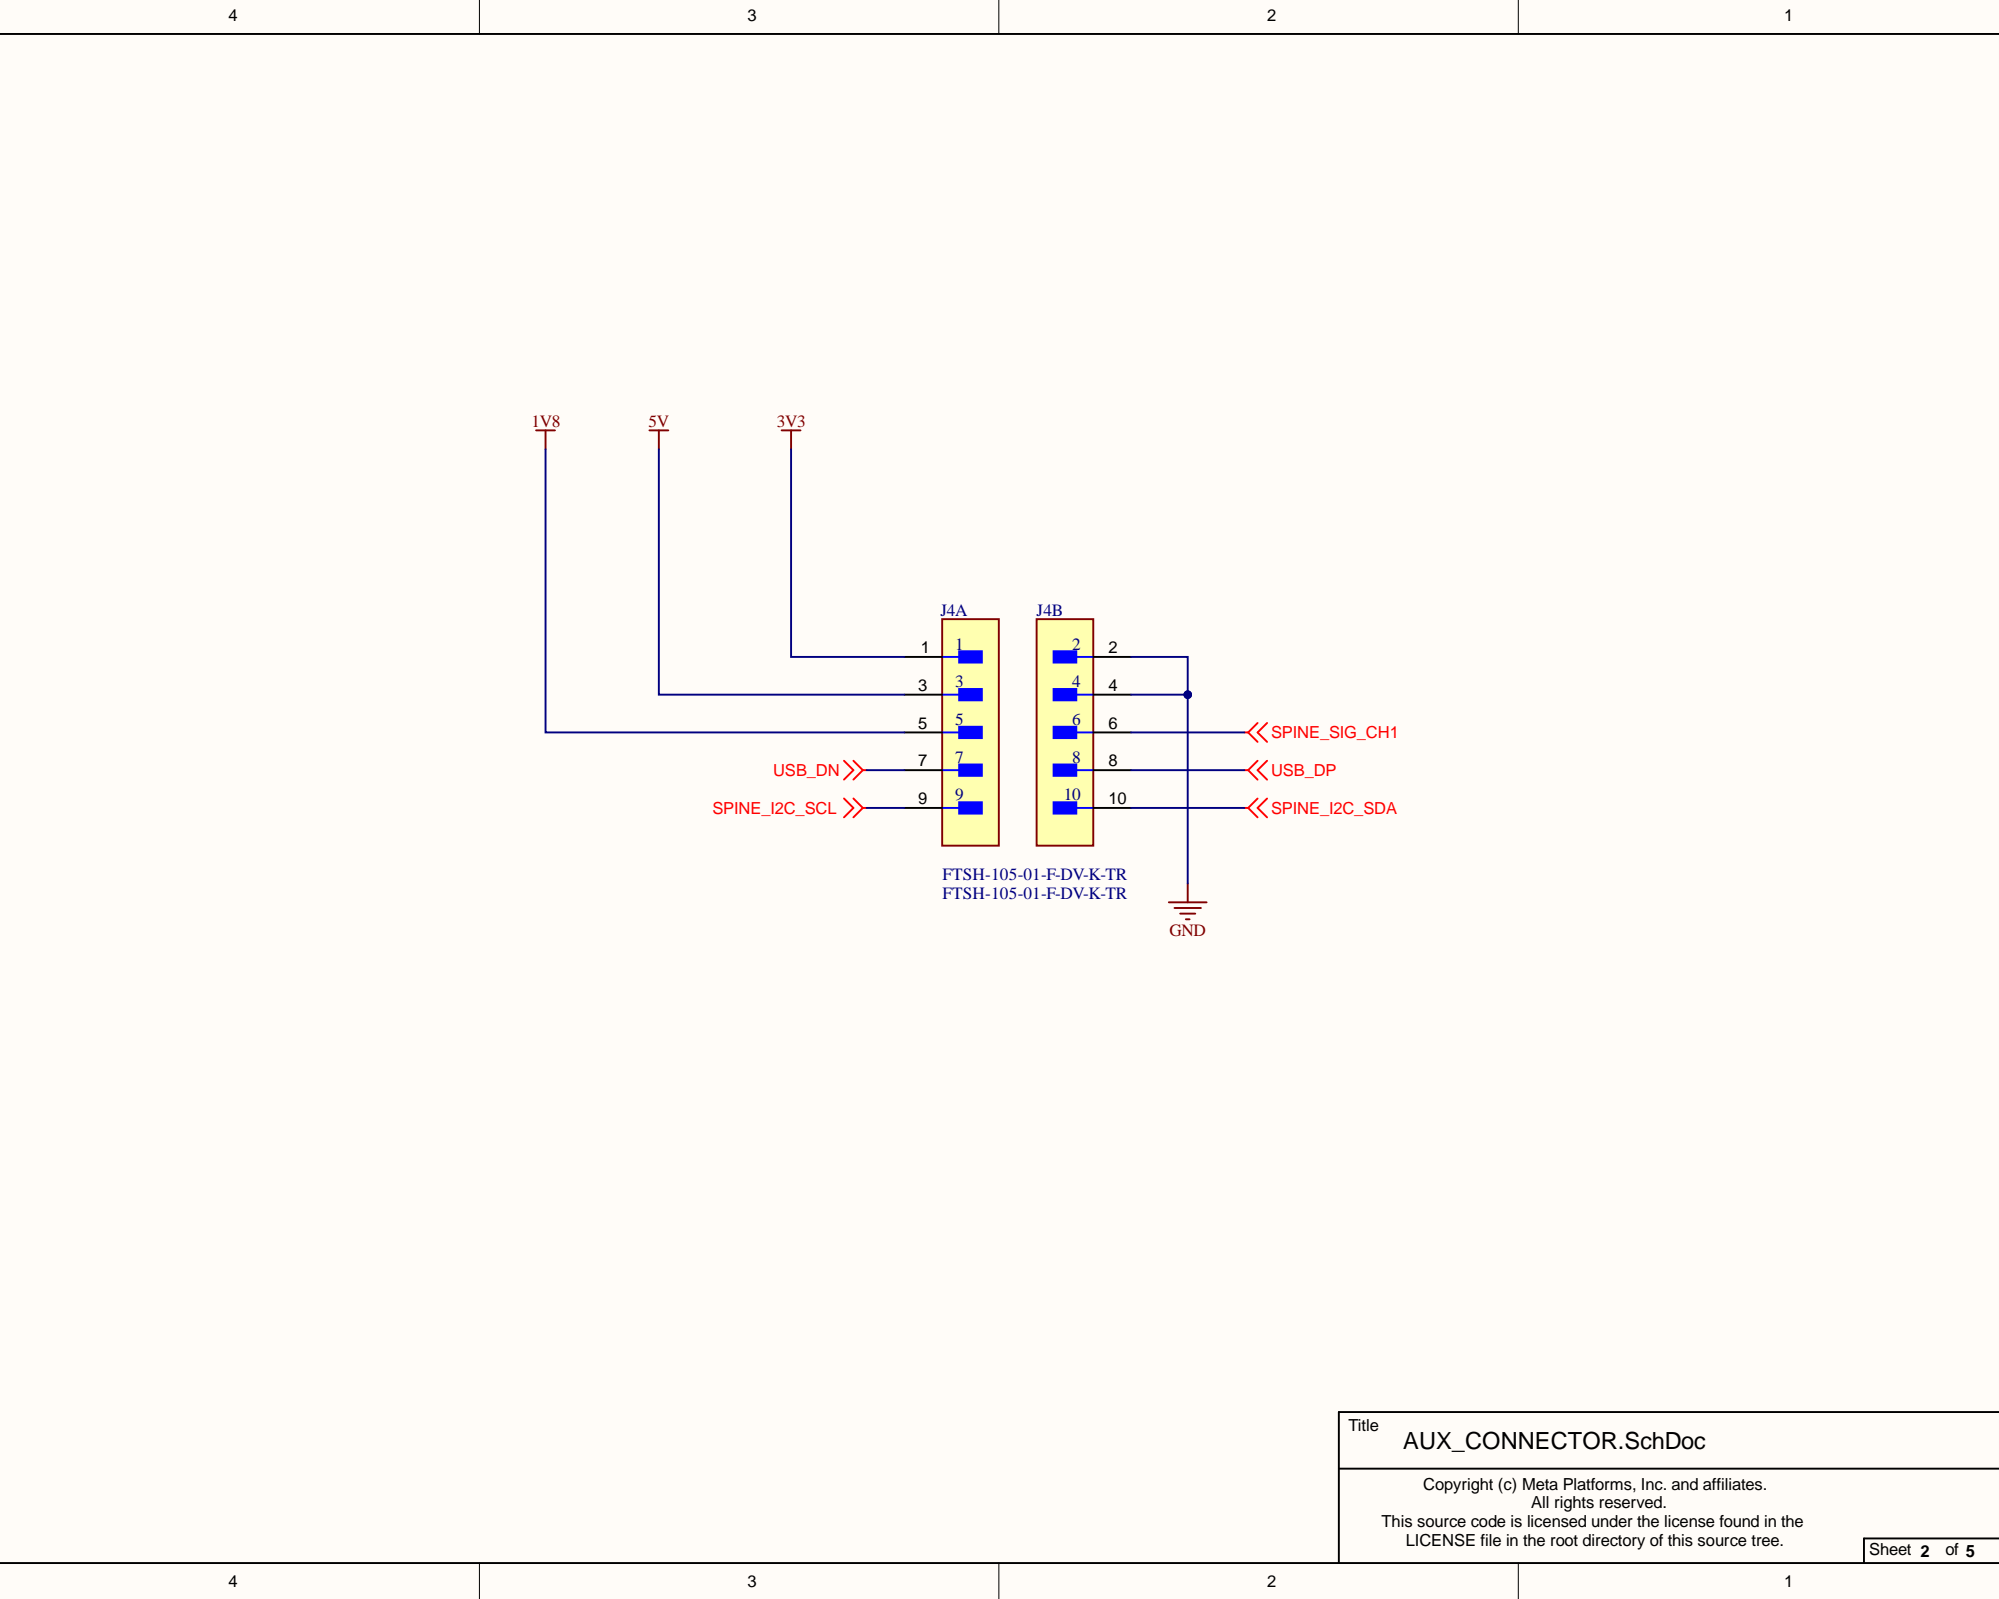 4 3 2 1
1V8 5V 3V3
J4A J4B
1 1 2 2
3 3 4 4
5 5 6 6 SPINE_SIG_CH1
USB_DN 7 7 8 8 USB_DP
SPINE_I2C_SCL 9 9 10 10 SPINE_I2C_SDA
FTSH-105-01-F-DV-K-TR
FTSH-105-01-F-DV-K-TR
GND
Title AUX_CONNECTOR.SchDoc
Copyright (c) Meta Platforms, Inc. and affiliates.
All rights reserved.
This source code is licensed under the license found in the
LICENSE file in the root directory of this source tree.
Sheet 2 of 5
4 3 2 1